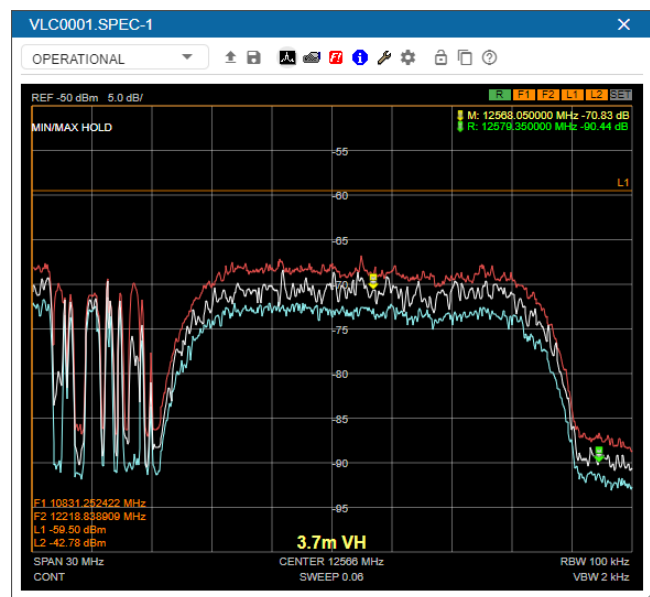 VLC0001.SPEC-1
OPERATIONAL
REF -50 dBm 5.0 dB/
R F1 F2 L1 L2 SET
M: 12568.050000 MHz -70.83 dB
R: 12579.350000 MHz -90.44 dB
MIN/MAX HOLD
-55
L1
-60
-65
-70
-75
-80
-85
-90
-95
F1 10831.252422 MHz
F2 12218.838909 MHz
L1 -59.50 dBm
L2 -42.78 dBm
3.7m VH
SPAN 30 MHz
CENTER 12566 MHz
RBW 100 kHz
CONT
SWEEP 0.06
VBW 2 kHz